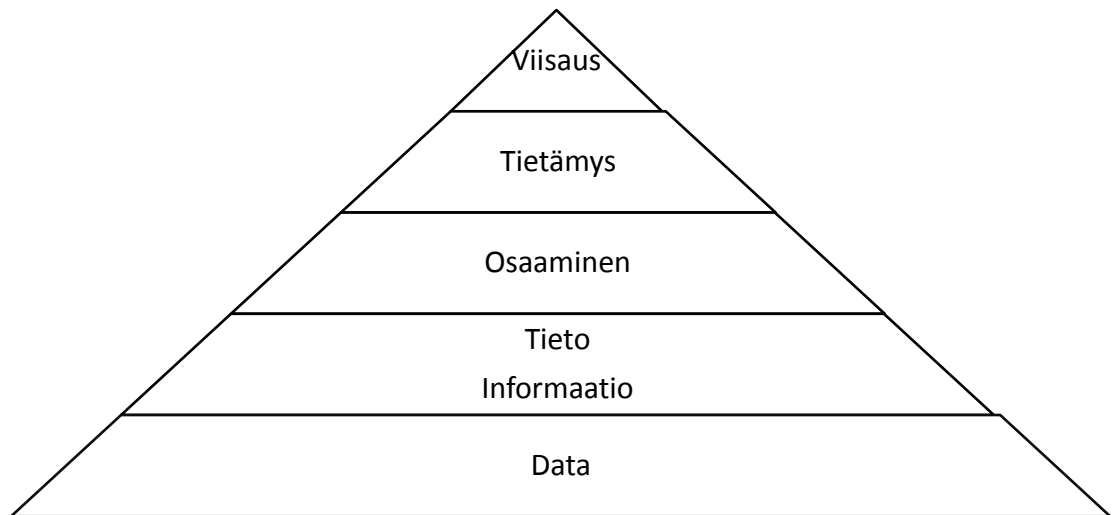 Viisaus
Tietämys
Osaaminen
Tieto
Informaatio
Data